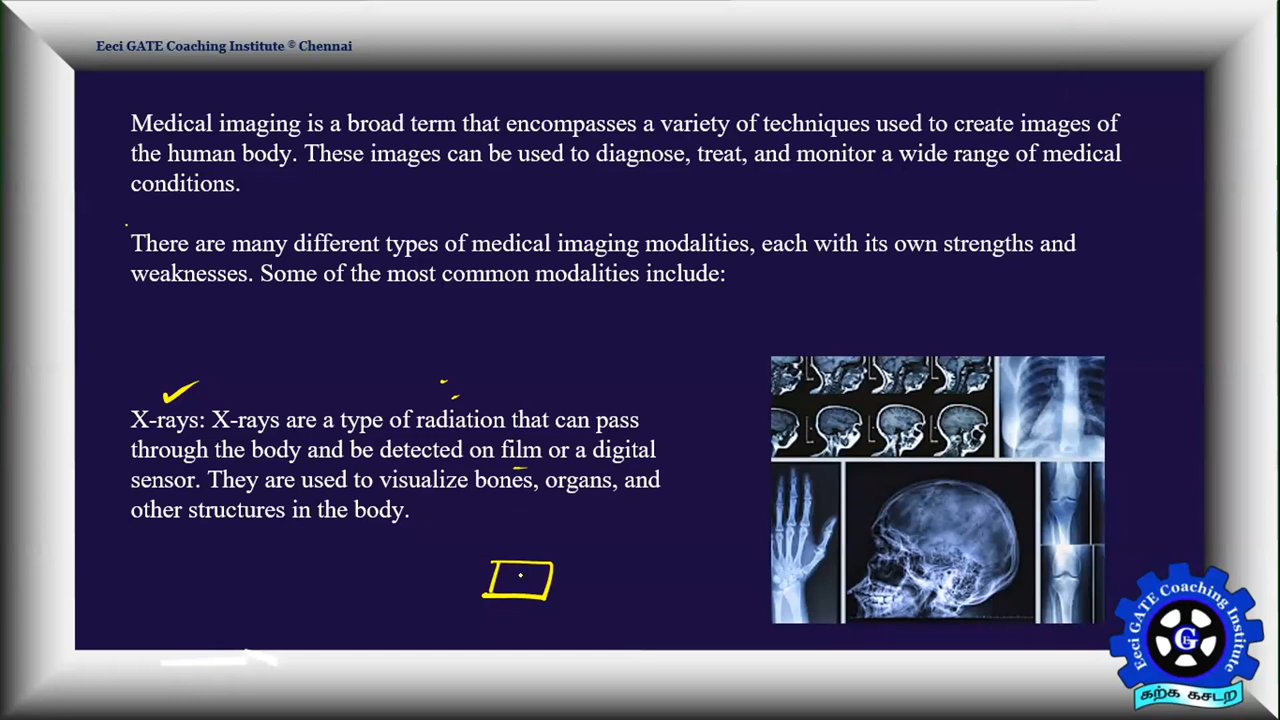 Eeci GATE Coaching Institute © Chennai
Medical imaging is a broad term that encompasses a variety of techniques used to create images of
the human body. These images can be used to diagnose, treat, and monitor a wide range of medical
conditions.
There are many different types of medical imaging modalities, each with its own strengths and
weaknesses. Some of the most common modalities include:
X-rays: X-rays are a type of radiation that can pass
through the body and be detected on film or a digital
sensor. They are used to visualize bones, organs, and
other structures in the body.
Eeci GATE Coaching Institute
கற்க கசடற